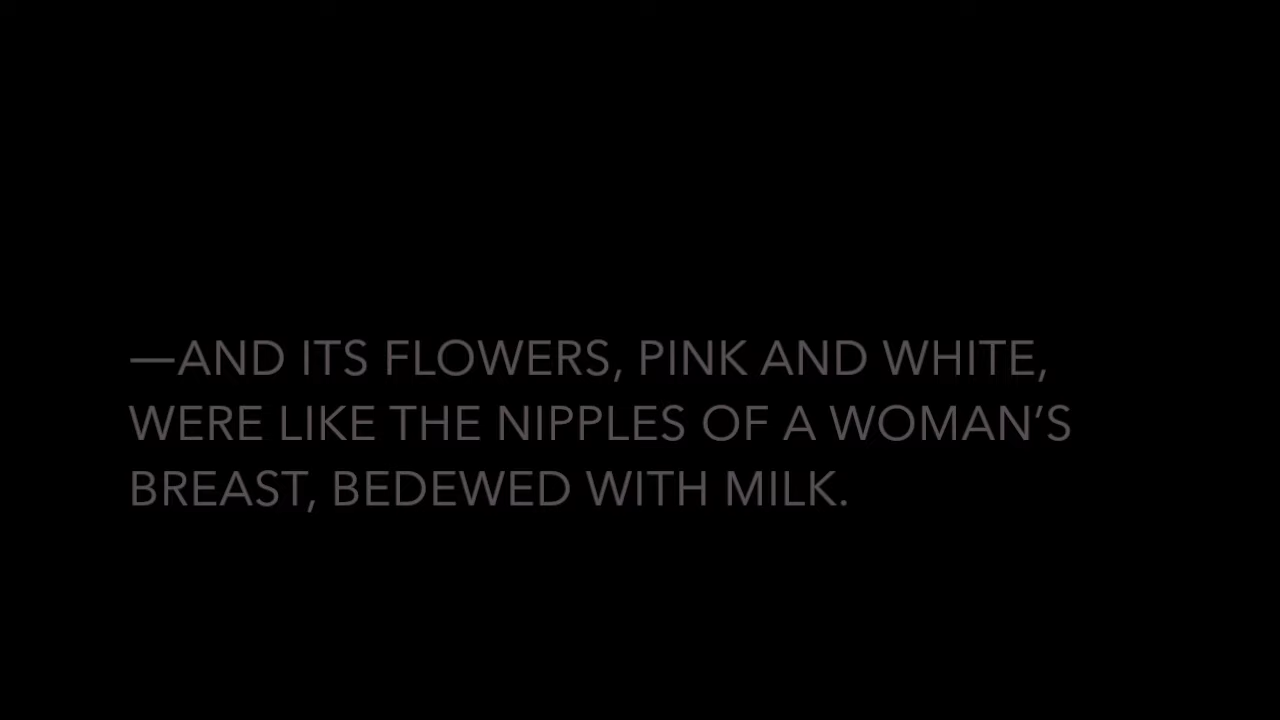 —AND ITS FLOWERS, PINK AND WHITE,
WERE LIKE THE NIPPLES OF A WOMAN’S
BREAST, BEDEWED WITH MILK.